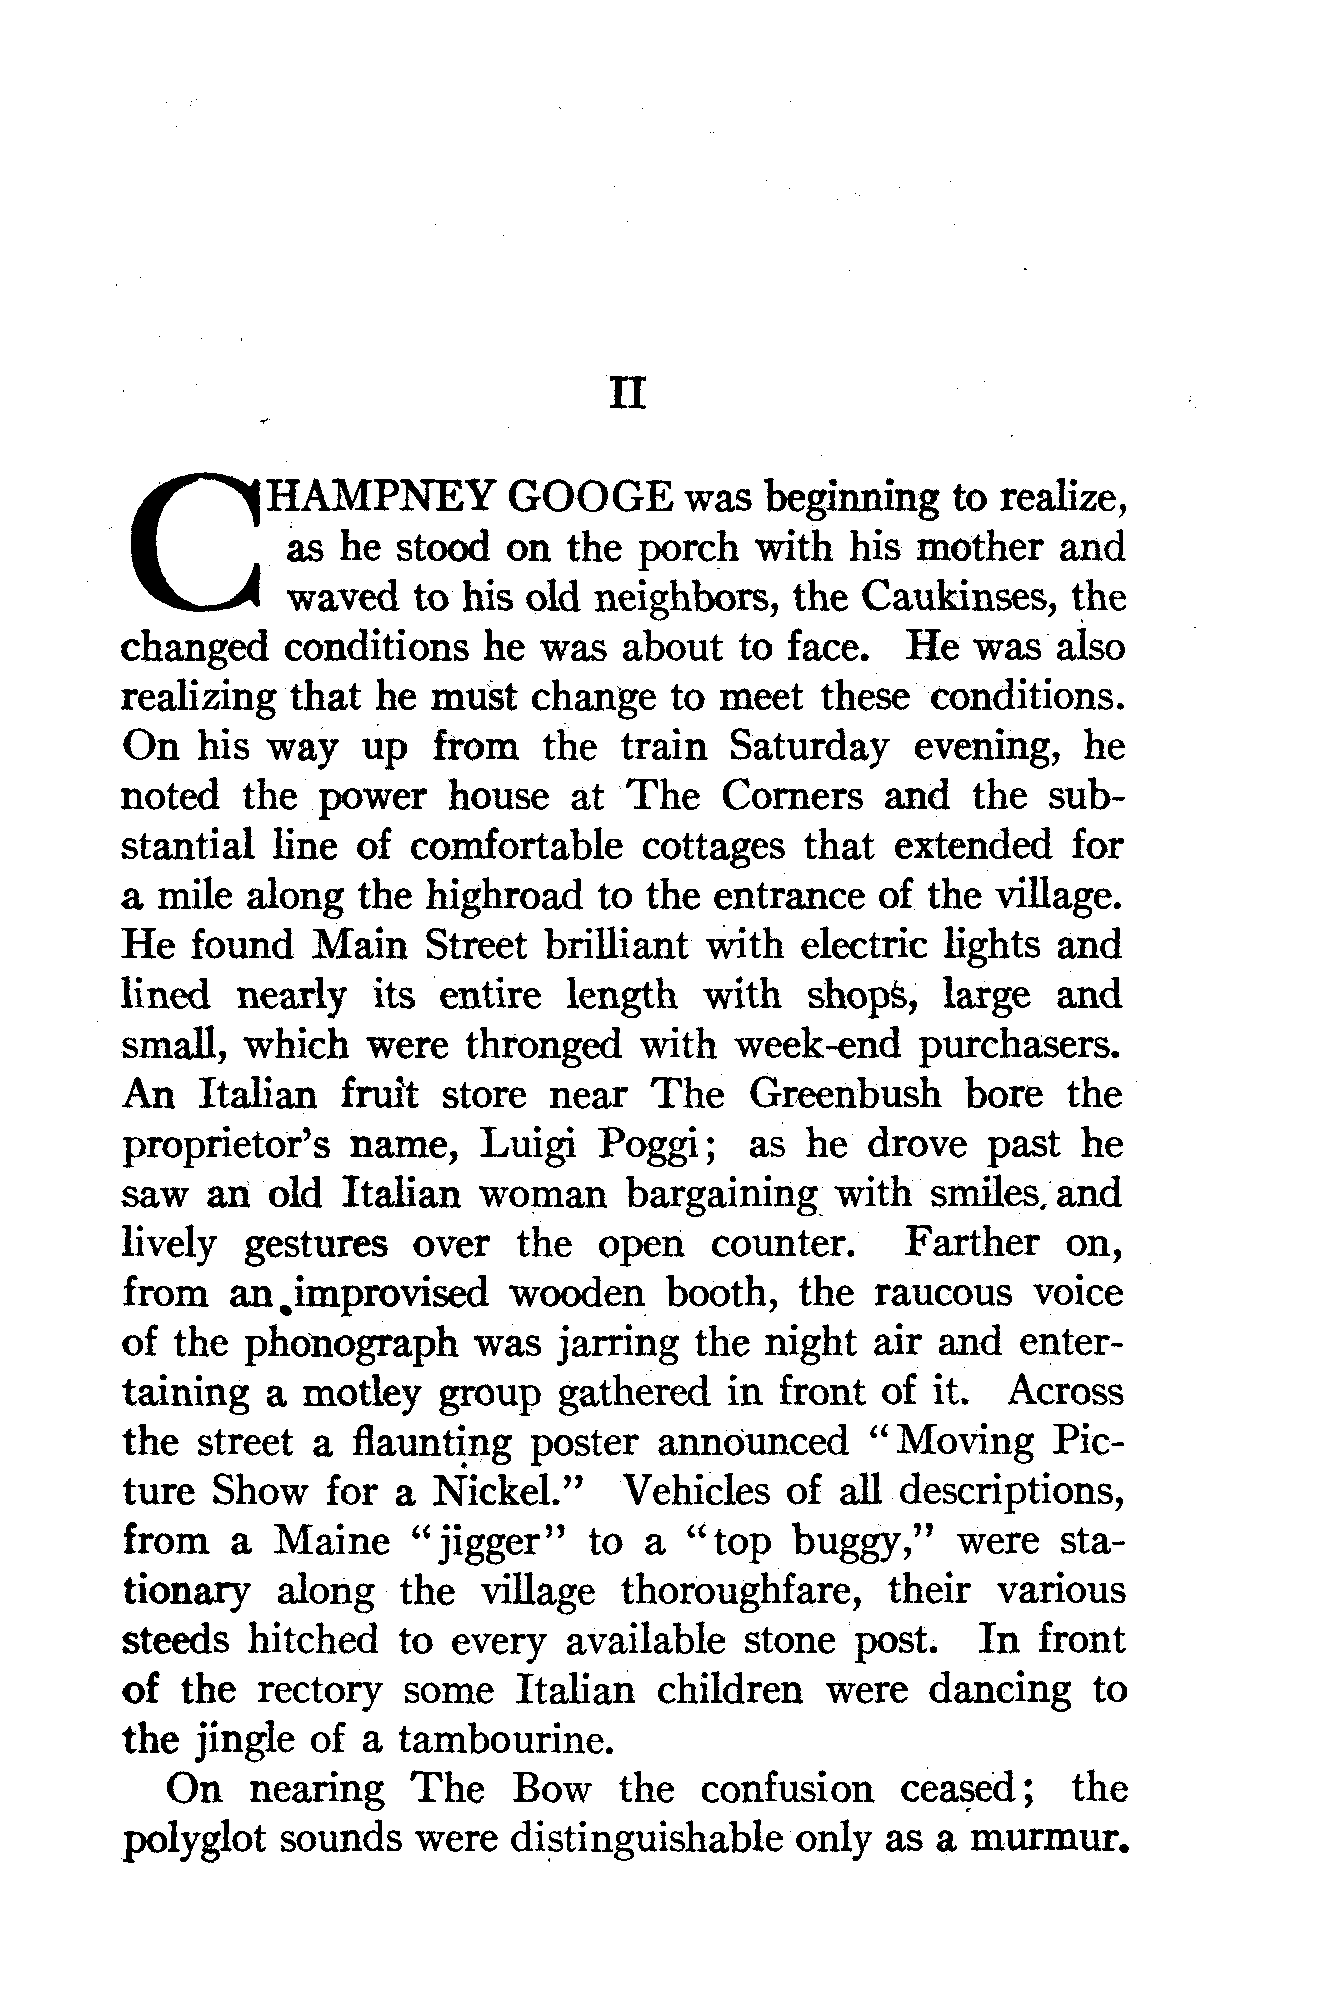 II
CHAMPNEY GOOGE was beginning to realize,
as he stood on the porch with his mother and
waved to his old neighbors, the Caukinses, the
changed conditions he was about to face. He was also
realizing that he must change to meet these conditions.
On his way up from the train Saturday evening, he
noted the power house at The Corners and the sub-
stantial line of comfortable cottages that extended for
a mile along the highroad to the entrance of the village.
He found Main Street brilliant with electric lights and
lined nearly its entire length with shops, large and
small, which were thronged with week-end purchasers.
An Italian fruit store near The Greenbush bore the
proprietor's name, Luigi Poggi; as he drove past he
saw an old Italian woman bargaining with smiles and
lively gestures over the open counter. Farther on,
from an improvised wooden booth, the raucous voice
of the phonograph was jarring the night air and enter-
taining a motley group gathered in front of it. Across
the street a flaunting poster announced "Moving Pic-
ture Show for a Nickel." Vehicles of all descriptions,
from a Maine "jigger" to a "top buggy," were sta-
tionary along the village thoroughfare, their various
steeds hitched to every available stone post. In front
of the rectory some Italian children were dancing to
the jingle of a tambourine.
On nearing The Bow the confusion ceased; the
polyglot sounds were distinguishable only as a murmur.